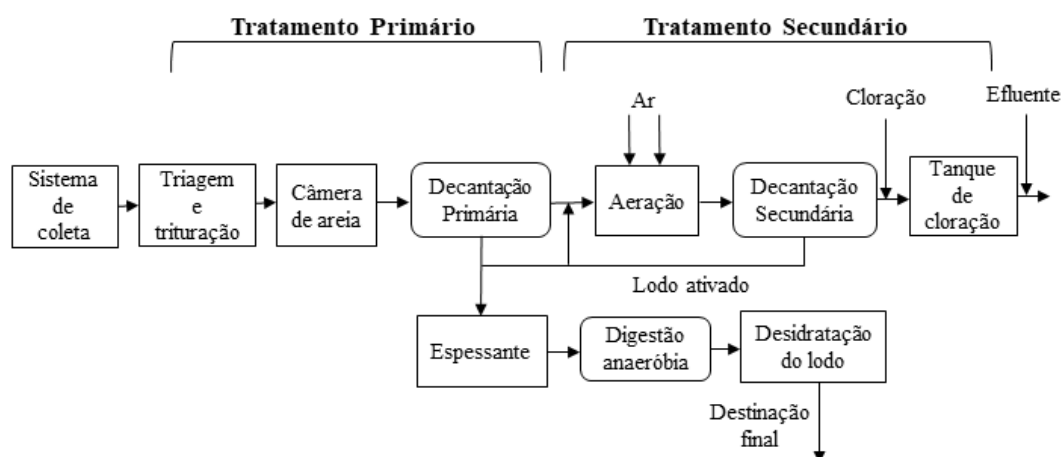 Tratamento Primário
Tratamento Secundário
Ar
Cloração
Efluente
Sistema
de
coleta
Triagem
e
trituração
Câmera
de areia
Decantação
Primária
Aeração
Decantação
Secundária
Tanque
de
cloração
Lodo ativado
Espessante
Digestão
anaeróbia
Desidratação
do lodo
Destinação
final